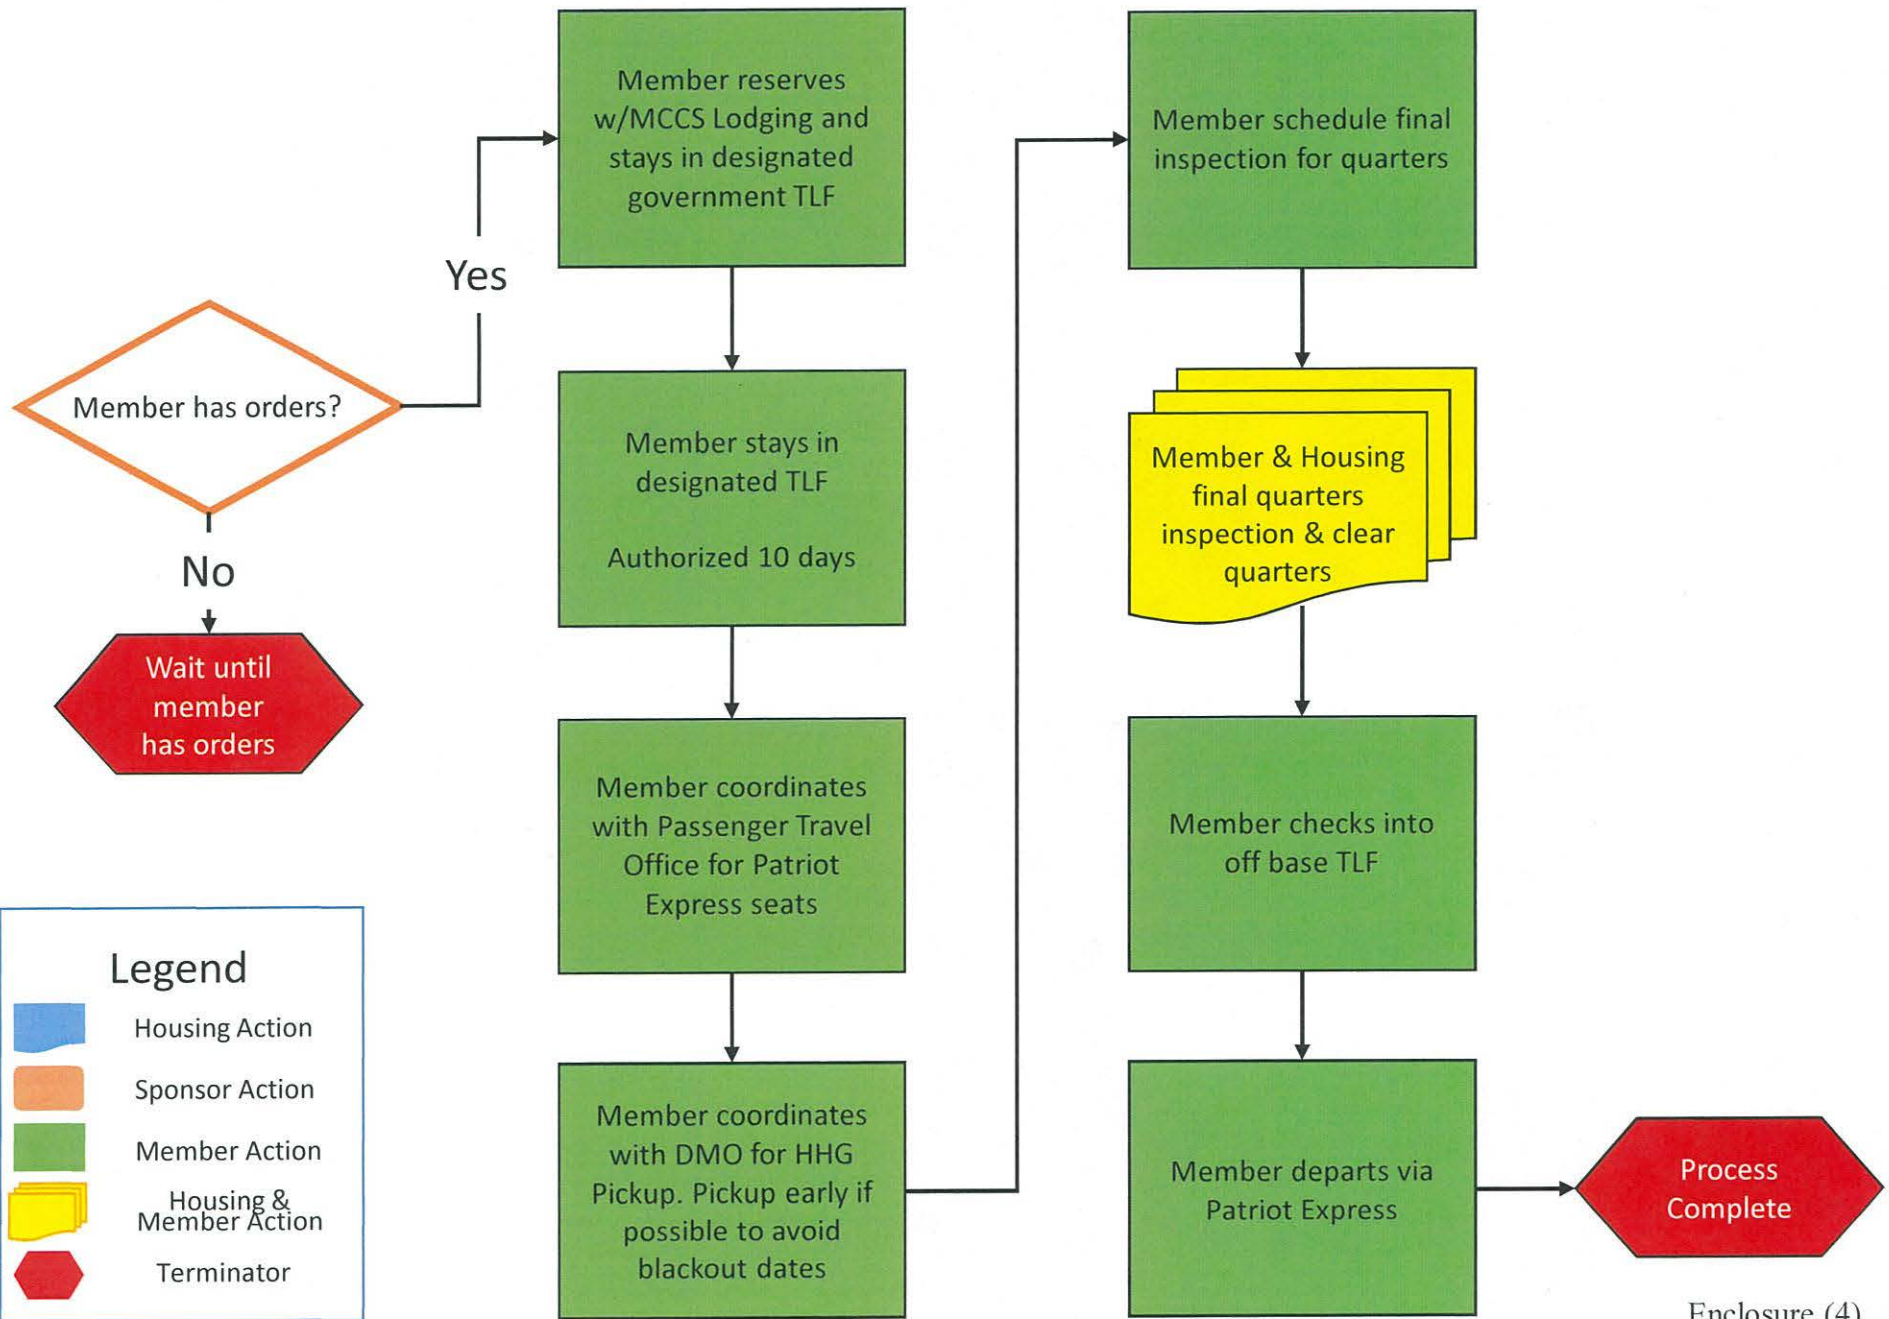 Member has orders?
Yes
No
Wait until
member
has orders
Member reserves
w/MCCS Lodging and
stays in designated
government TLF
Member stays in
designated TLF
Authorized 10 days
Member coordinates
with Passenger Travel
Office for Patriot
Express seats
Member coordinates
with DMO for HHG
Pickup. Pickup early if
possible to avoid
blackout dates
Member schedule final
inspection for quarters
Member & Housing
final quarters
inspection & clear
quarters
Member checks into
off base TLF
Member departs via
Patriot Express
Process
Complete
Legend
Housing Action
Sponsor Action
Member Action
Housing &
Member Action
Terminator
Enclosure (4)